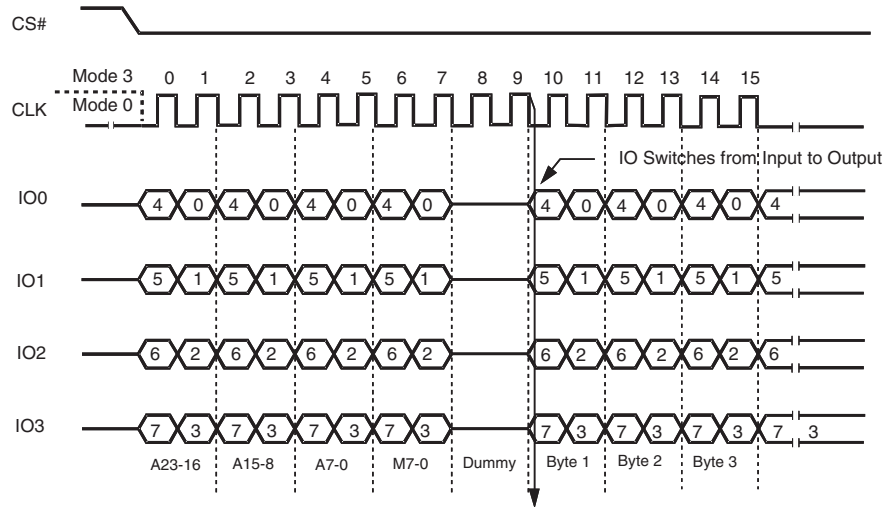 CS#
Mode 3 0 1 2 3 4 5 6 7 8 9 10 11 12 13 14 15
CLK Mode 0
IO Switches from Input to Output
IO0 4 0 4 0 4 0 4 0 4 0 4 0 4 0 4
IO1 5 1 5 1 5 1 5 1 5 1 5 1 5 1 5
IO2 6 2 6 2 6 2 6 2 6 2 6 2 6 2 6
IO3 7 3 7 3 7 3 7 3 7 3 7 3 7 3 7 3
A23-16 A15-8 A7-0 M7-0 Dummy Byte 1 Byte 2 Byte 3